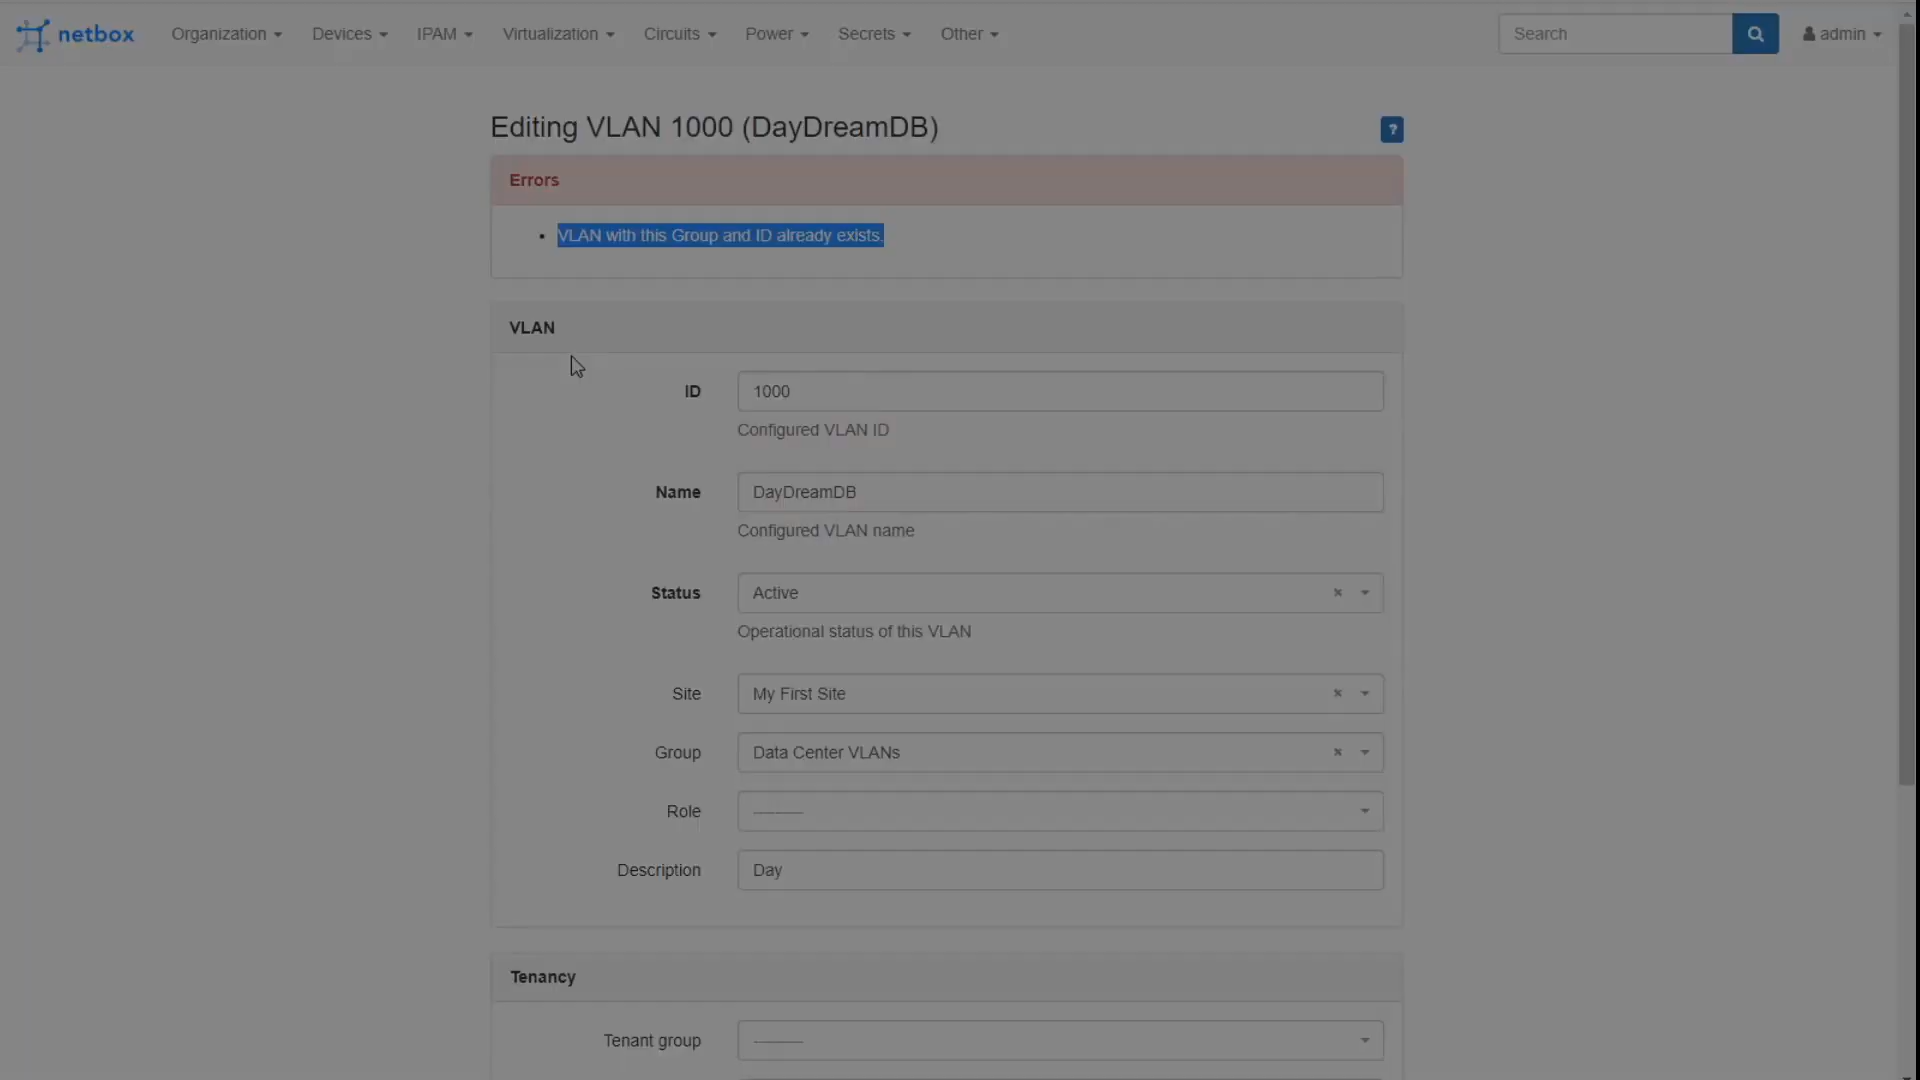 netbox Organization Devices IPAM Virtualization Circuits Power Secrets Other Search admin
Editing VLAN 1000 (DayDreamDB) ?
Errors
• VLAN with this Group and ID already exists.
VLAN
ID 1000
Configured VLAN ID
Name DayDreamDB
Configured VLAN name
Status Active × 
Operational status of this VLAN
Site My First Site ×
Group Data Center VLANs ×
Role ---------
Description Day
Tenancy
Tenant group ---------